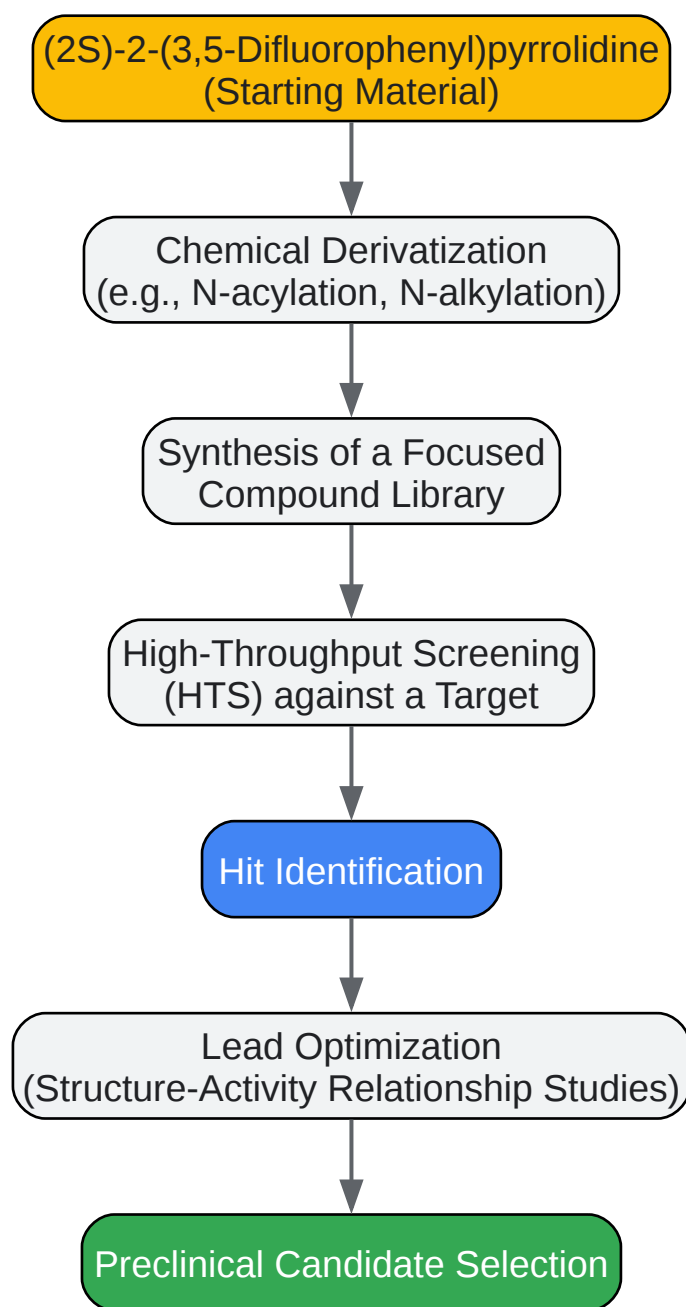 (2S)-2-(3,5-Difluorophenyl)pyrrolidine
(Starting Material)
Chemical Derivatization
(e.g., N-acylation, N-alkylation)
Synthesis of a Focused
Compound Library
High-Throughput Screening
(HTS) against a Target
Hit Identification
Lead Optimization
(Structure-Activity Relationship Studies)
Preclinical Candidate Selection